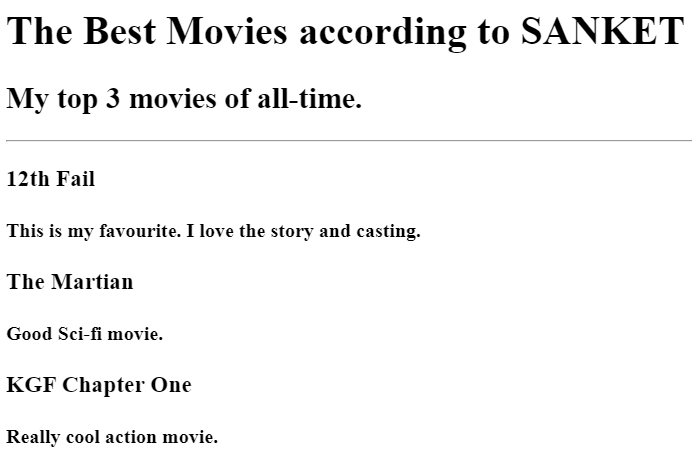 The Best Movies according to SANKET
My top 3 movies of all-time.
12th Fail
This is my favourite. I love the story and casting.
The Martian
Good Sci-fi movie.
KGF Chapter One
Really cool action movie.